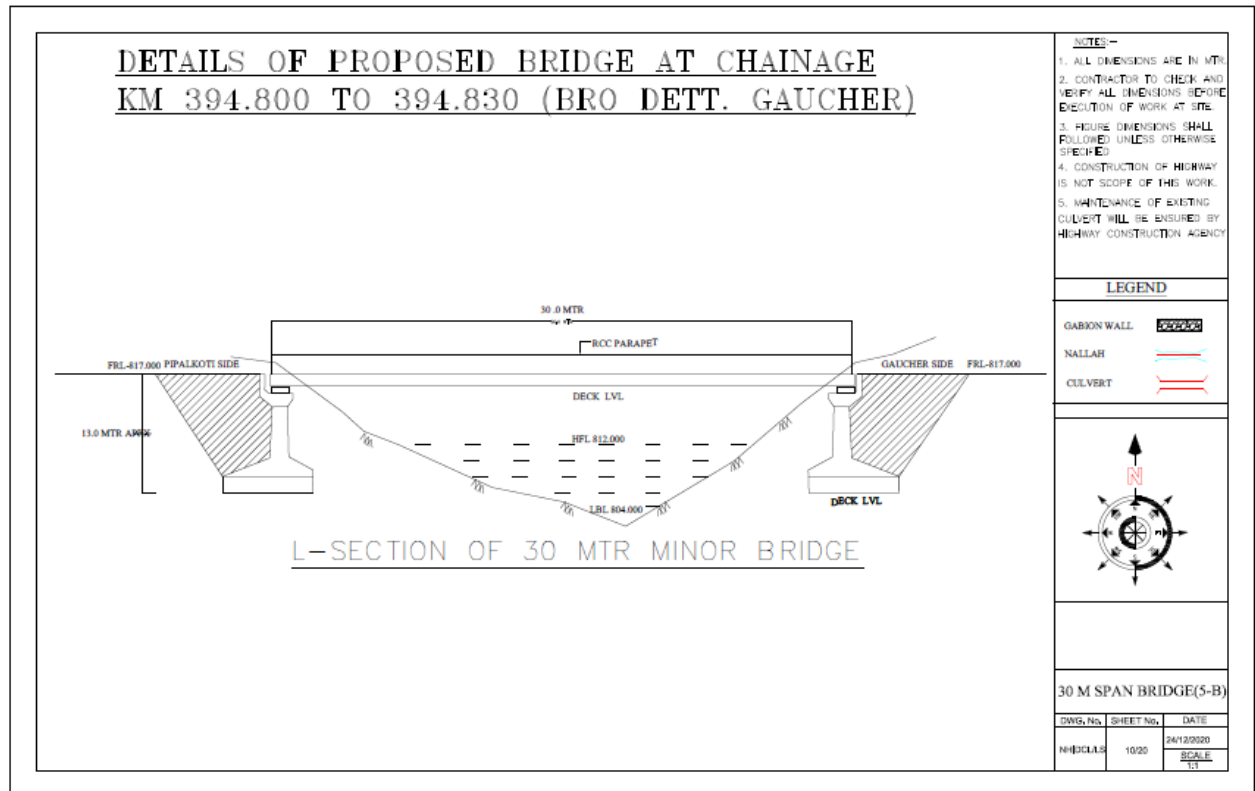 DETAILS OF PROPOSED BRIDGE AT CHAINAGE
KM 394.800 TO 394.830 (BRO DETT. GAUCHER)
30 .0 MTR
RCC PARAPET
FRL-817.000 PIPALKOTI SIDE
GAUCHER SIDE FRL-817.000
DECK LVL
13.0 MTR APPX
HFL 812.000
LBL 804.000
DECK LVL
L-SECTION OF 30 MTR MINOR BRIDGE
NOTES:-
1. ALL DIMENSIONS ARE IN MTR.
2. CONTRACTOR TO CHECK AND
VERIFY ALL DIMENSIONS BEFORE
EXECUTION OF WORK AT SITE.
3. FIGURE DIMENSIONS SHALL
FOLLOWED UNLESS OTHERWISE
SPECIFIED
4. CONSTRUCTION OF HIGHWAY
IS NOT SCOPE OF THIS WORK.
5. MAINTENANCE OF EXISTING
CULVERT WILL BE ENSURED BY
HIGHWAY CONSTRUCTION AGENCY
LEGEND
GABION WALL
NALLAH
CULVERT
N
30 M SPAN BRIDGE(5-B)
DWG. No. SHEET No. DATE
NHIDCL/LS 10/20 24/12/2020
SCALE
1:1